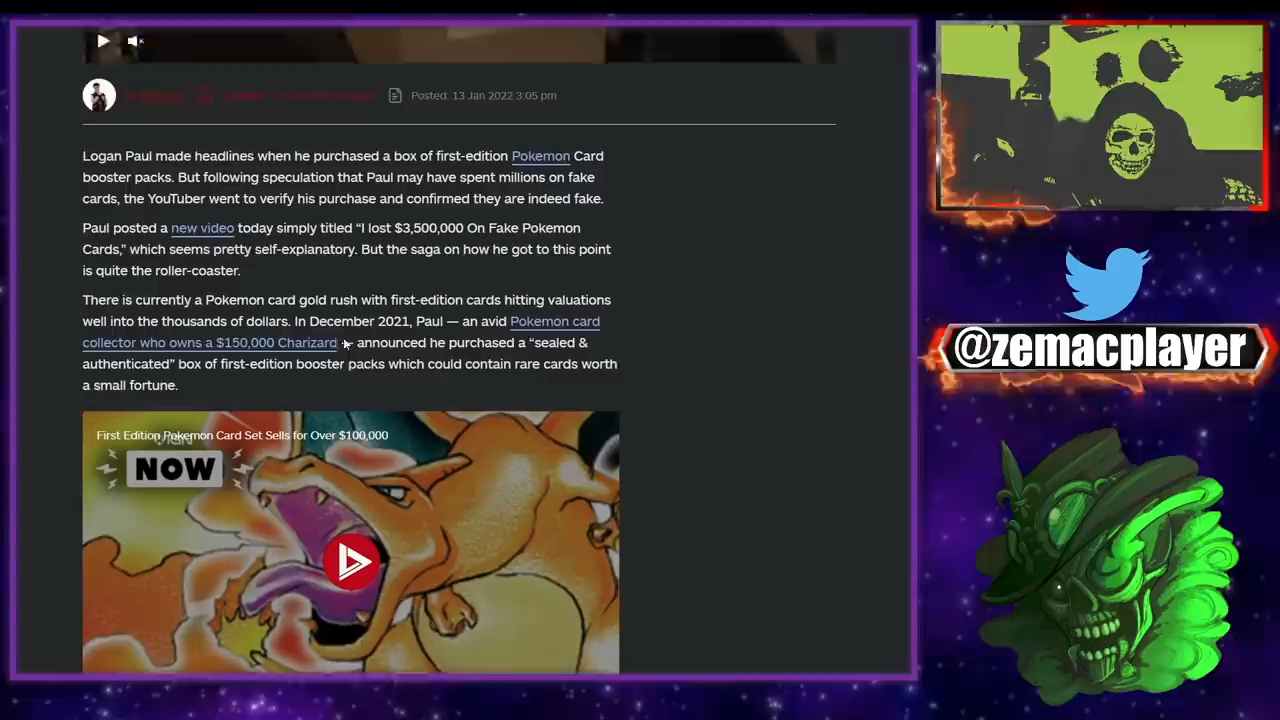 Posted: 13 Jan 2022 3:05 pm
Logan Paul made headlines when he purchased a box of first-edition Pokemon Card
booster packs. But following speculation that Paul may have spent millions on fake
cards, the YouTuber went to verify his purchase and confirmed they are indeed fake.
Paul posted a new video today simply titled “I lost $3,500,000 On Fake Pokemon
Cards,” which seems pretty self-explanatory. But the saga on how he got to this point
is quite the roller-coaster.
There is currently a Pokemon card gold rush with first-edition cards hitting valuations
well into the thousands of dollars. In December 2021, Paul — an avid Pokemon card
collector who owns a $150,000 Charizard — announced he purchased a “sealed &
authenticated” box of first-edition booster packs which could contain rare cards worth
a small fortune.
First Edition Pokemon Card Set Sells for Over $100,000
NOW
@zemacplayer